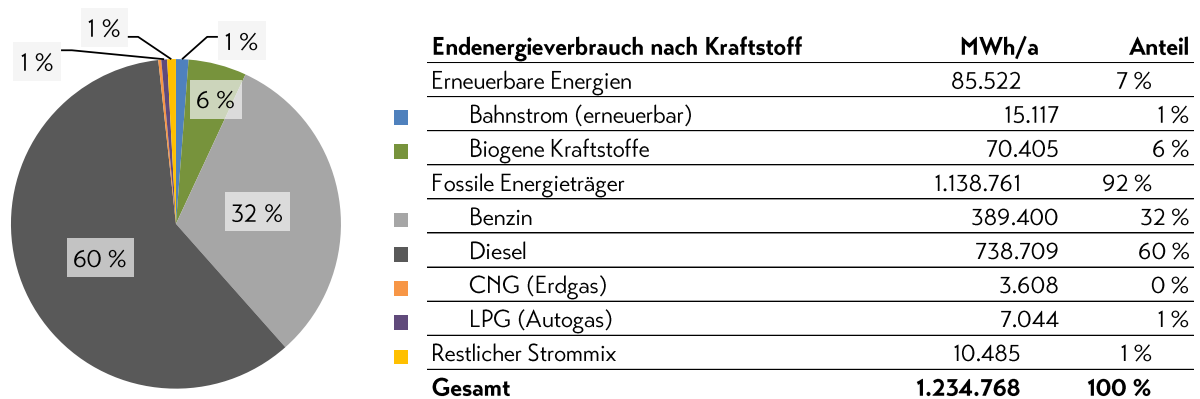 1 %
1 %
1 %
6 %
32 %
60 %
Endenergieverbrauch nach Kraftstoff MWh/a Anteil
Erneuerbare Energien 85.522 7 %
Bahnstrom (erneuerbar) 15.117 1 %
Biogene Kraftstoffe 70.405 6 %
Fossile Energieträger 1.138.761 92 %
Benzin 389.400 32 %
Diesel 738.709 60 %
CNG (Erdgas) 3.608 0 %
LPG (Autogas) 7.044 1 %
Restlicher Strommix 10.485 1 %
Gesamt 1.234.768 100 %